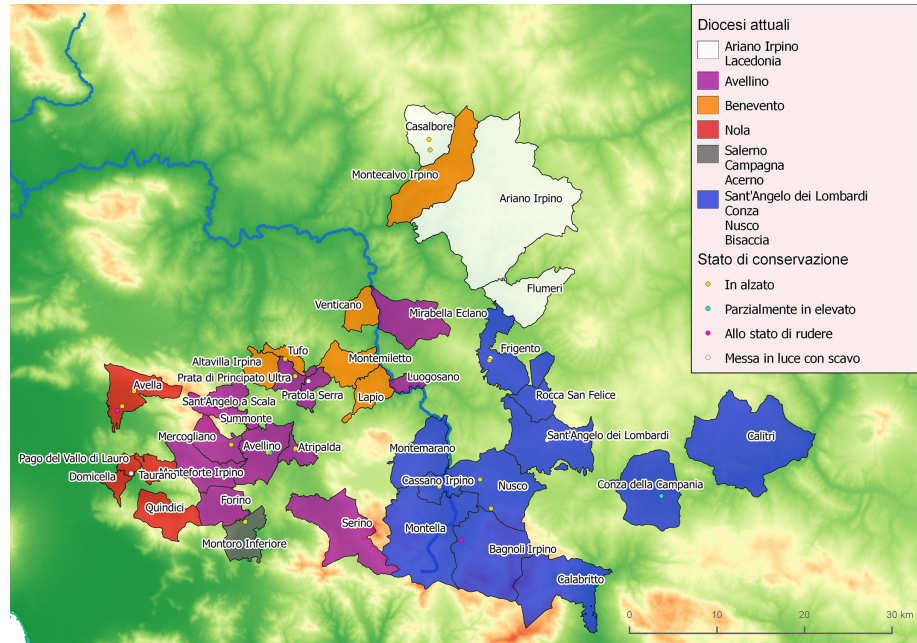 Diocesi attuali
Ariano Irpino
Lacedonia
Avellino
Benevento
Nola
Salerno
Campagna
Acerno
Sant'Angelo dei Lombardi
Conza
Nusco
Bisaccia
Stato di conservazione
In alzato
Parzialmente in elevato
Allo stato di rudere
Messa in luce con scavo
Casalbore
Montecalvo Irpino
Ariano Irpino
Flumeri
Venticano
Mirabella Eclano
Tufo
Altavilla Irpina
Montemiletto
Frigento
Prata di Principato Ultra
Luogosano
Avella
Pratola Serra
Rocca San Felice
Sant'Angelo a Scala
Lapio
Summonte
Mercogliano
Avellino
Atripalda
Montemarano
Sant'Angelo dei Lombardi
Calitri
Pago del Vallo di Lauro
Domicella
Taurano
Monteforte Irpino
Cassano Irpino
Nusco
Conza della Campania
Quindici
Forino
Serino
Montella
Montoro Inferiore
Bagnoli Irpino
Calabritto
0 10 20 30 km